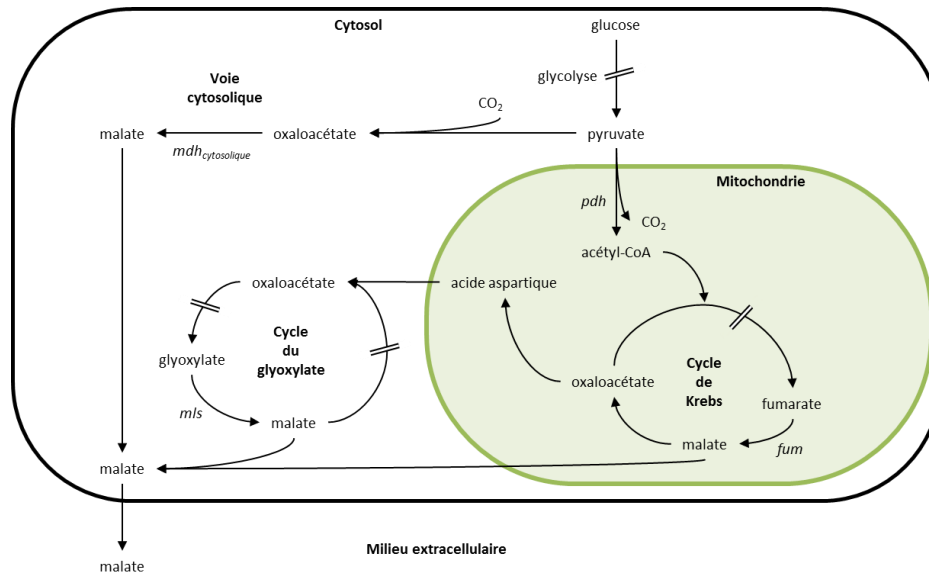 Cytosol
glucose
glycolyse
Voie
cytosolique
CO2
malate
oxaloacétate
pyruvate
mdhcytosolique
Mitochondrie
pdh
CO2
acétyl-CoA
oxaloacétate
acide aspartique
Cycle
du
glyoxylate
glyoxylate
oxaloacétate
Cycle
de
Krebs
fumarate
mls
malate
malate
fum
malate
Milieu extracellulaire
malate